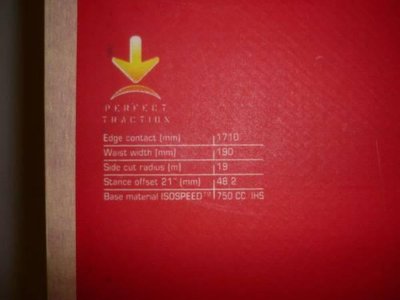 PERFECT
TRACTION
Edge contact (mm) 1710
Waist width (mm) 190
Side cut radius (m) 19
Stance offset 21" (mm) 48.2
Base material ISOSPEED™ 750 CC IHS